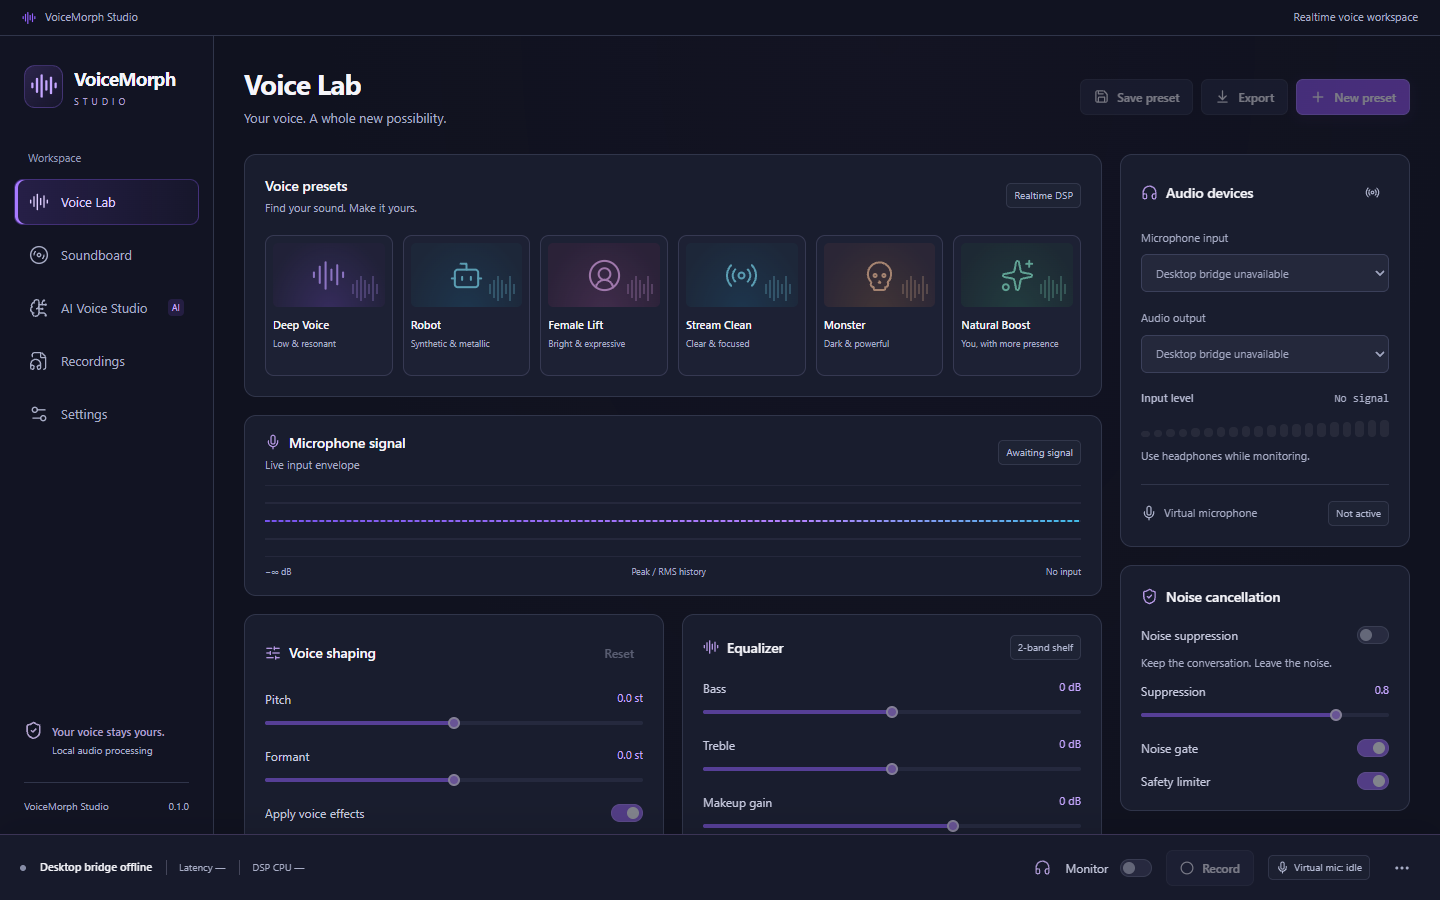 VoiceMorph Studio
Realtime voice workspace
VoiceMorph
STUDIO
Workspace
Voice Lab
Soundboard
AI Voice Studio
AI
Recordings
Settings
Your voice stays yours.
Local audio processing
VoiceMorph Studio
0.1.0
Voice Lab
Your voice. A whole new possibility.
Save preset
Export
New preset
Voice presets
Find your sound. Make it yours.
Realtime DSP
Deep Voice
Low & resonant
Robot
Synthetic & metallic
Female Lift
Bright & expressive
Stream Clean
Clear & focused
Monster
Dark & powerful
Natural Boost
You, with more presence
Microphone signal
Live input envelope
Awaiting signal
−∞ dB
Peak / RMS history
No input
Voice shaping
Reset
Pitch
0.0 st
Formant
0.0 st
Apply voice effects
Equalizer
2-band shelf
Bass
0 dB
Treble
0 dB
Makeup gain
0 dB
Audio devices
Microphone input
Desktop bridge unavailable
Audio output
Desktop bridge unavailable
Input level
No signal
Use headphones while monitoring.
Virtual microphone
Not active
Noise cancellation
Noise suppression
Keep the conversation. Leave the noise.
Suppression
0.8
Noise gate
Safety limiter
Desktop bridge offline
Latency —
DSP CPU —
Monitor
Record
Virtual mic: idle